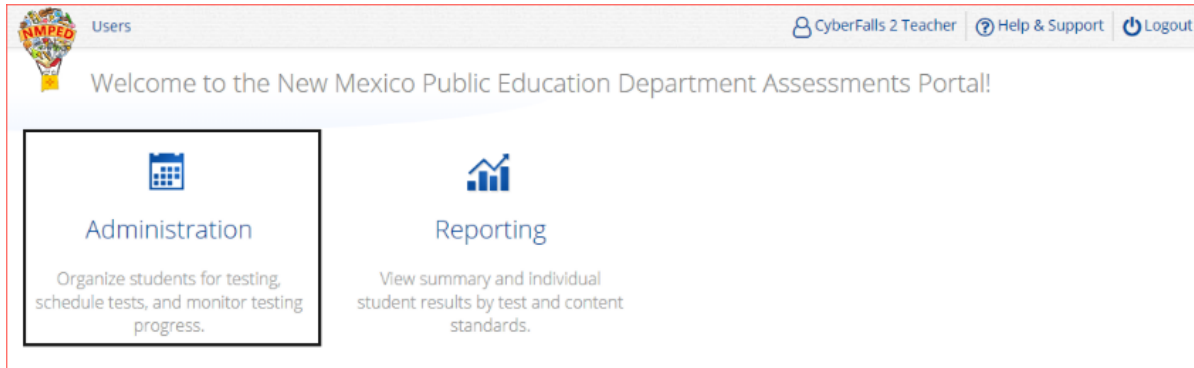 NMPED
Users
CyberFalls 2 Teacher
Help & Support
Logout
Welcome to the New Mexico Public Education Department Assessments Portal!
Administration
Organize students for testing,
schedule tests, and monitor testing
progress.
Reporting
View summary and individual
student results by test and content
standards.